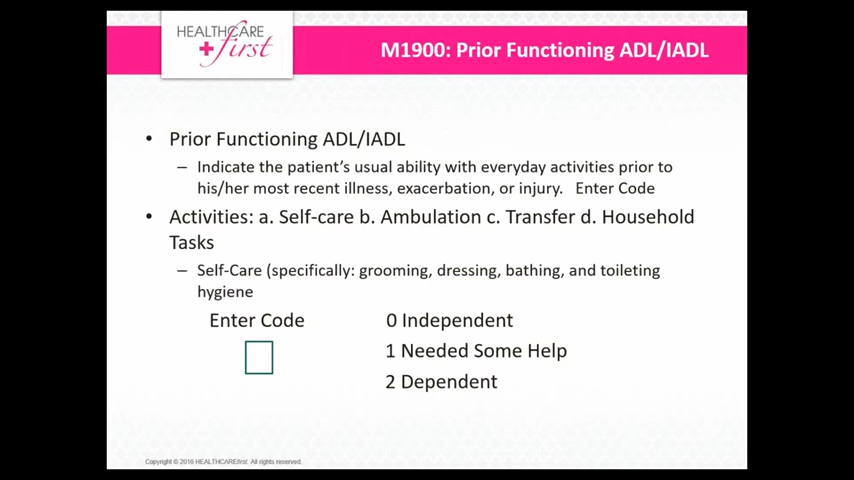 HEALTHCARE
first
M1900: Prior Functioning ADL/IADL
• Prior Functioning ADL/IADL
– Indicate the patient's usual ability with everyday activities prior to
his/her most recent illness, exacerbation, or injury. Enter Code
• Activities: a. Self-care b. Ambulation c. Transfer d. Household
Tasks
– Self-Care (specifically: grooming, dressing, bathing, and toileting
hygiene
Enter Code 0 Independent
1 Needed Some Help
2 Dependent
Copyright © 2016 HEALTHCAREfirst. All rights reserved.